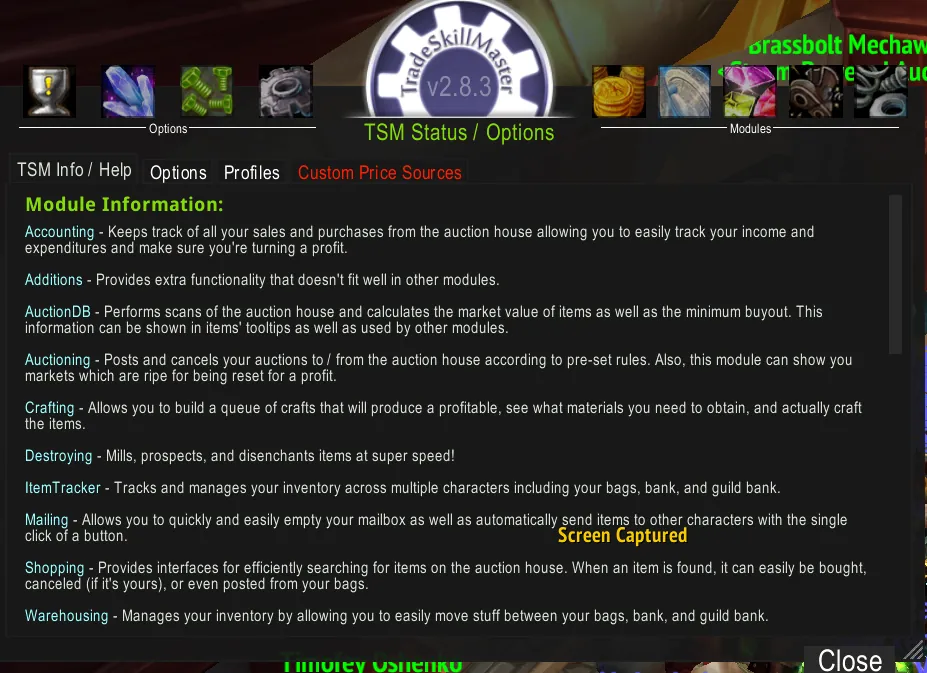 Brassbolt Mechaw
TradeSkillMaster
v2.8.3
Options
Modules
TSM Status / Options
TSM Info / Help
Options
Profiles
Custom Price Sources
Module Information:
Accounting - Keeps track of all your sales and purchases from the auction house allowing you to easily track your income and
expenditures and make sure you're turning a profit.
Additions - Provides extra functionality that doesn't fit well in other modules.
AuctionDB - Performs scans of the auction house and calculates the market value of items as well as the minimum buyout. This
information can be shown in items' tooltips as well as used by other modules.
Auctioning - Posts and cancels your auctions to / from the auction house according to pre-set rules. Also, this module can show you
markets which are ripe for being reset for a profit.
Crafting - Allows you to build a queue of crafts that will produce a profitable, see what materials you need to obtain, and actually craft
the items.
Destroying - Mills, prospects, and disenchants items at super speed!
ItemTracker - Tracks and manages your inventory across multiple characters including your bags, bank, and guild bank.
Mailing - Allows you to quickly and easily empty your mailbox as well as automatically send items to other characters with the single
click of a button.
Screen Captured
Shopping - Provides interfaces for efficiently searching for items on the auction house. When an item is found, it can easily be bought,
canceled (if it's yours), or even posted from your bags.
Warehousing - Manages your inventory by allowing you to easily move stuff between your bags, bank, and guild bank.
Close